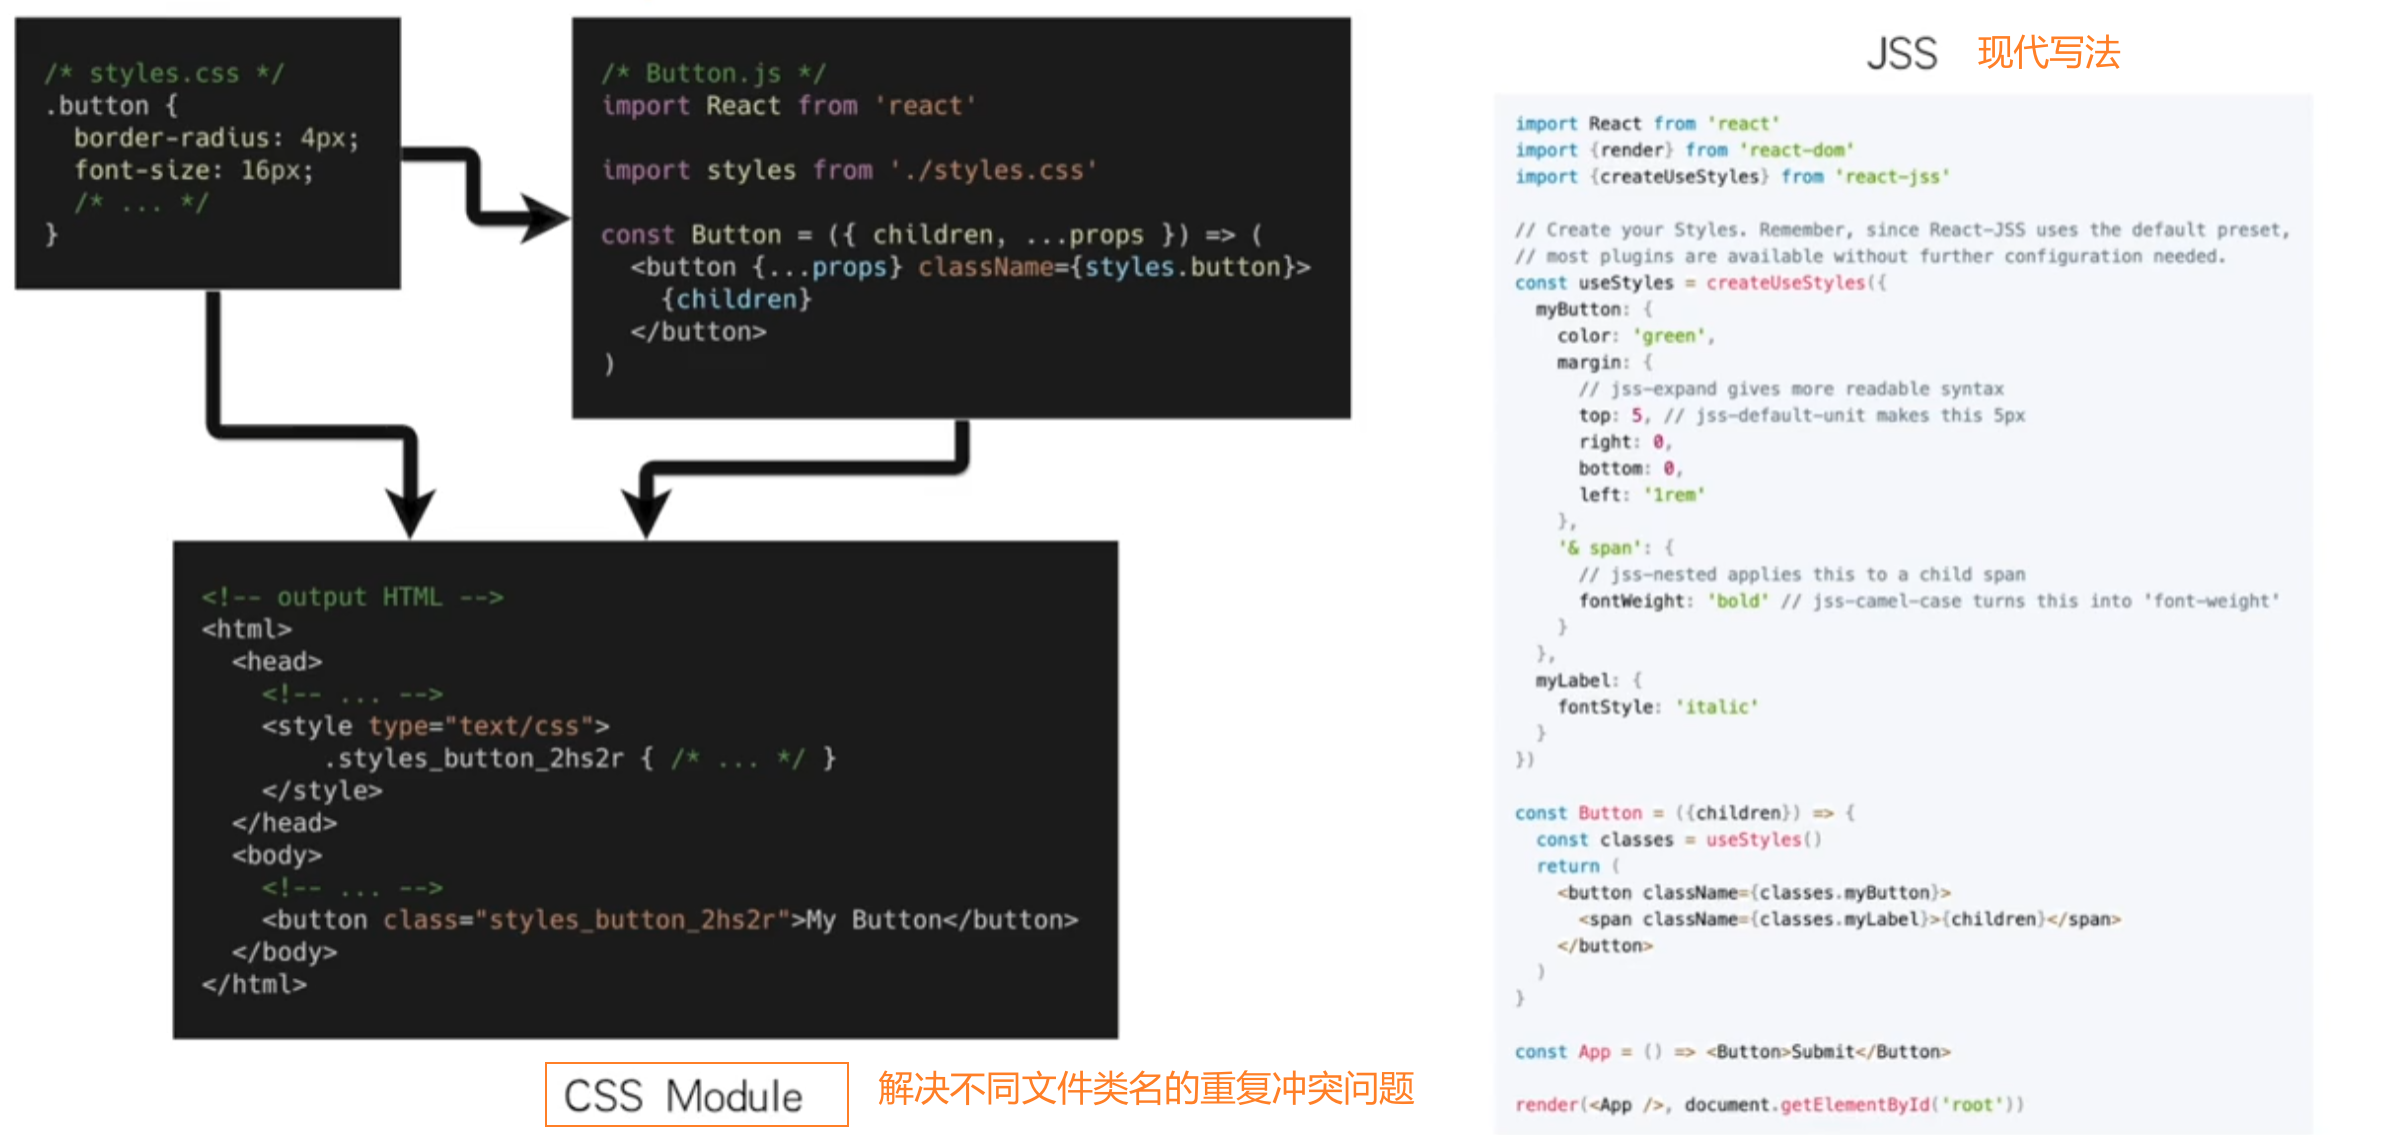 /* styles.css */
.button {
  border-radius: 4px;
  font-size: 16px;
  /* ... */
}
/* Button.js */
import React from 'react'

import styles from './styles.css'

const Button = ({ children, ...props }) => (
  <button {...props} className={styles.button}>
    {children}
  </button>
)
<!-- output HTML -->
<html>
  <head>
    <!-- ... -->
    <style type="text/css">
        .styles_button_2hs2r { /* ... */ }
    </style>
  </head>
  <body>
    <!-- ... -->
    <button class="styles_button_2hs2r">My Button</button>
  </body>
</html>
CSS Module 解决不同文件类名的重复冲突问题
JSS 现代写法
import React from 'react'
import {render} from 'react-dom'
import {createUseStyles} from 'react-jss'

// Create your Styles. Remember, since React-JSS uses the default preset,
// most plugins are available without further configuration needed.
const useStyles = createUseStyles({
  myButton: {
    color: 'green',
    margin: {
      // jss-expand gives more readable syntax
      top: 5, // jss-default-unit makes this 5px
      right: 0,
      bottom: 0,
      left: '1rem'
    },
    '& span': {
      // jss-nested applies this to a child span
      fontWeight: 'bold' // jss-camel-case turns this into 'font-weight'
    }
  },
  myLabel: {
    fontStyle: 'italic'
  }
})

const Button = ({children}) => {
  const classes = useStyles()
  return (
    <button className={classes.myButton}>
      <span className={classes.myLabel}>{children}</span>
    </button>
  )
}

const App = () => <Button>Submit</Button>

render(<App />, document.getElementById('root'))